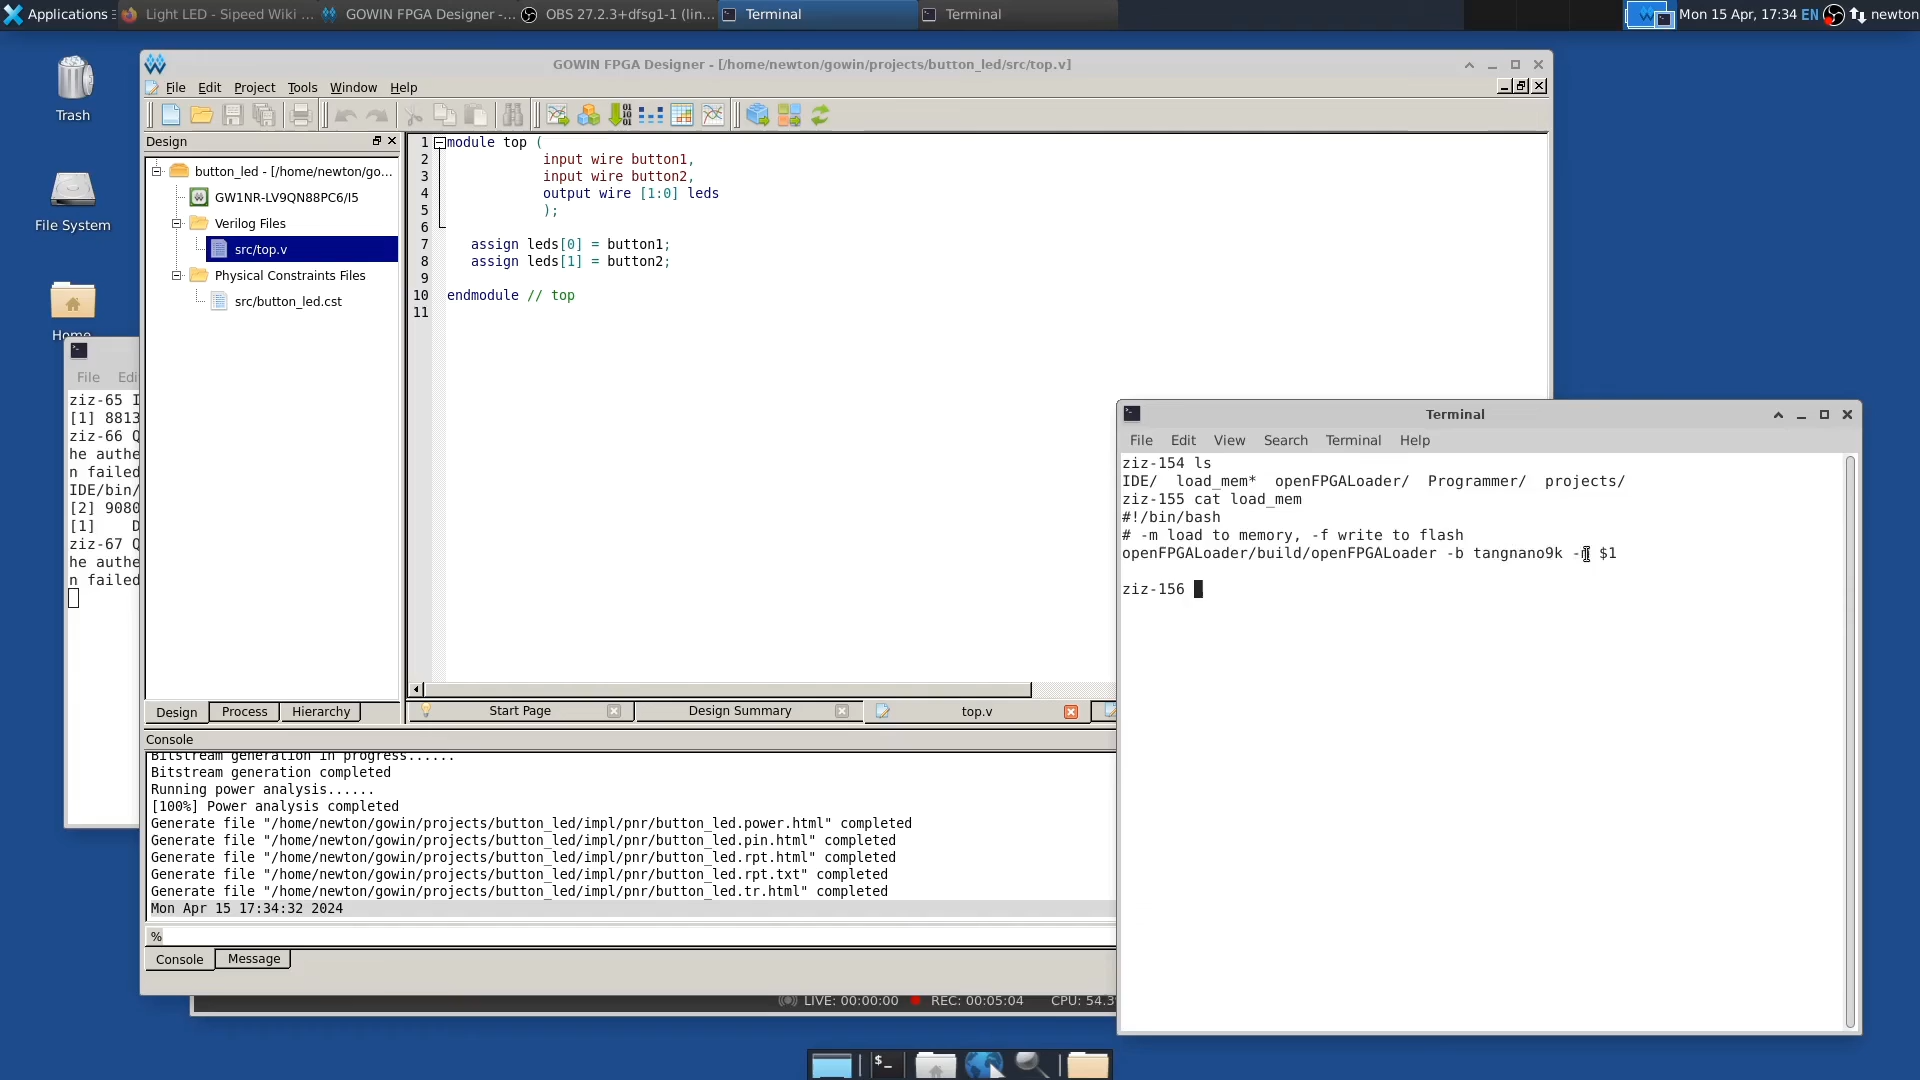 Applications
Light LED - Sipeed Wiki ...
GOWIN FPGA Designer -...
OBS 27.2.3+dfsg1-1 (lin...
Terminal
Terminal
Mon 15 Apr, 17:34 EN
newton
Trash
File System
Home
GOWIN FPGA Designer - [/home/newton/gowin/projects/button_led/src/top.v]
File Edit Project Tools Window Help
Design
button_led - [/home/newton/go...
GW1NR-LV9QN88PC6/I5
Verilog Files
src/top.v
Physical Constraints Files
src/button_led.cst
Design Process Hierarchy
1 module top (
2 input wire button1,
3 input wire button2,
4 output wire [1:0] leds
5 );
6
7 assign leds[0] = button1;
8 assign leds[1] = button2;
9
10 endmodule // top
11
Start Page
Design Summary
top.v
Console
Bitstream generation in progress......
Bitstream generation completed
Running power analysis......
[100%] Power analysis completed
Generate file "/home/newton/gowin/projects/button_led/impl/pnr/button_led.power.html" completed
Generate file "/home/newton/gowin/projects/button_led/impl/pnr/button_led.pin.html" completed
Generate file "/home/newton/gowin/projects/button_led/impl/pnr/button_led.rpt.html" completed
Generate file "/home/newton/gowin/projects/button_led/impl/pnr/button_led.rpt.txt" completed
Generate file "/home/newton/gowin/projects/button_led/impl/pnr/button_led.tr.html" completed
Mon Apr 15 17:34:32 2024
%
Console Message
LIVE: 00:00:00 REC: 00:05:04 CPU: 54.3
File Edi
ziz-65 I
[1] 8813
ziz-66 Q
he authe
n failed
IDE/bin/
[2] 9080
[1] D
ziz-67 Q
he authe
n failed
Terminal
File Edit View Search Terminal Help
ziz-154 ls
IDE/ load_mem* openFPGALoader/ Programmer/ projects/
ziz-155 cat load_mem
#!/bin/bash
# -m load to memory, -f write to flash
openFPGALoader/build/openFPGALoader -b tangnano9k -m $1
ziz-156